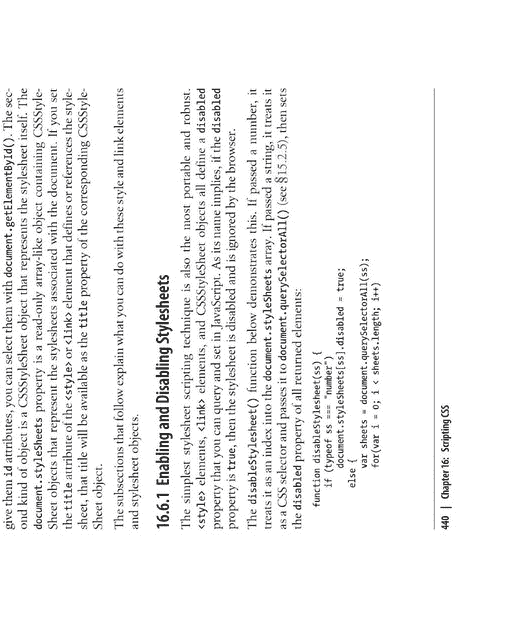 give them id attributes, you can select them with document.getElementById(). The sec-
ond kind of object is a CSSStyleSheet object that represents the stylesheet itself. The
document.styleSheets property is a read-only array-like object containing CSSStyle-
Sheet objects that represent the stylesheets associated with the document. If you set
the title attribute of the <style> or <link> element that defines or references the style-
sheet, that title will be available as the title property of the corresponding CSSStyle-
Sheet object.
The subsections that follow explain what you can do with these style and link elements
and stylesheet objects.
16.6.1 Enabling and Disabling Stylesheets
The simplest stylesheet scripting technique is also the most portable and robust.
<style> elements, <link> elements, and CSSStyleSheet objects all define a disabled
property that you can query and set in JavaScript. As its name implies, if the disabled
property is true, then the stylesheet is disabled and is ignored by the browser.
The disableStylesheet() function below demonstrates this. If passed a number, it
treats it as an index into the document.styleSheets array. If passed a string, it treats it
as a CSS selector and passes it to document.querySelectorAll() (see §15.2.5), then sets
the disabled property of all returned elements:
function disableStylesheet(ss) {
if (typeof ss === "number")
document.styleSheets[ss].disabled = true;
else {
var sheets = document.querySelectorAll(ss);
for(var i = 0; i < sheets.length; i++)
440 | Chapter 16: Scripting CSS